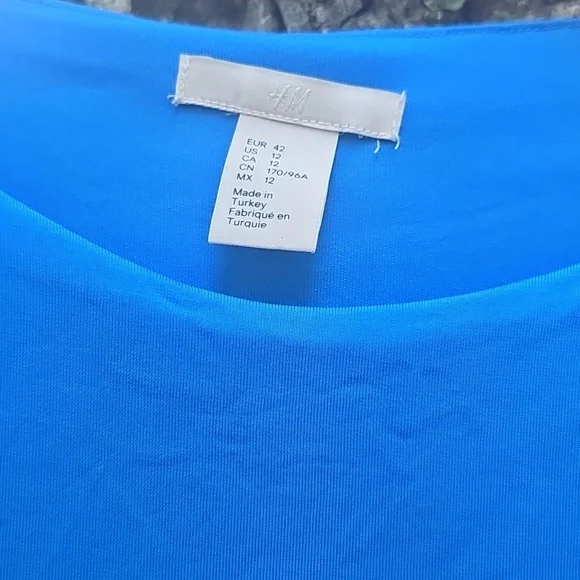 H&M
EUR 42
US 12
CA 12
CN 170/96A
MX 12
Made in
Turkey
Fabriqué en
Turquie